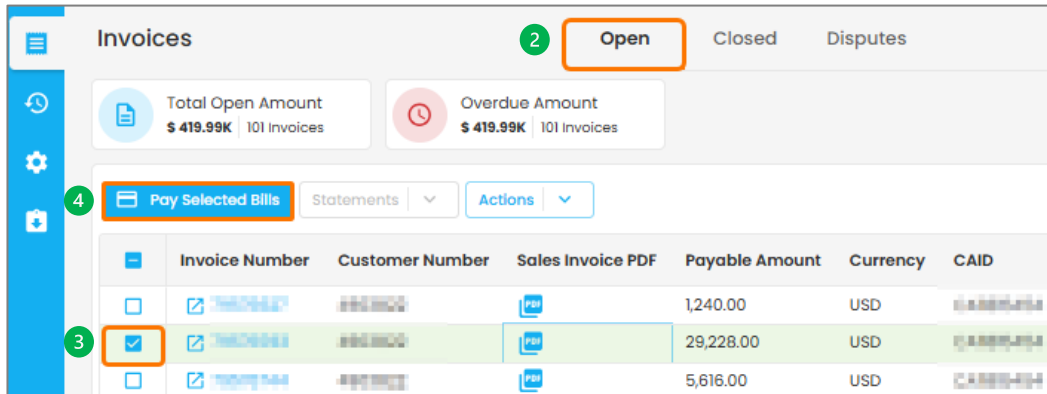 Invoices
2
Open
Closed
Disputes
Total Open Amount
$ 419.99K 101 Invoices
Overdue Amount
$ 419.99K 101 Invoices
4
Pay Selected Bills
Statements
Actions
Invoice Number Customer Number Sales Invoice PDF Payable Amount Currency CAID
PDF 1,240.00 USD
3
PDF 29,228.00 USD
PDF 5,616.00 USD